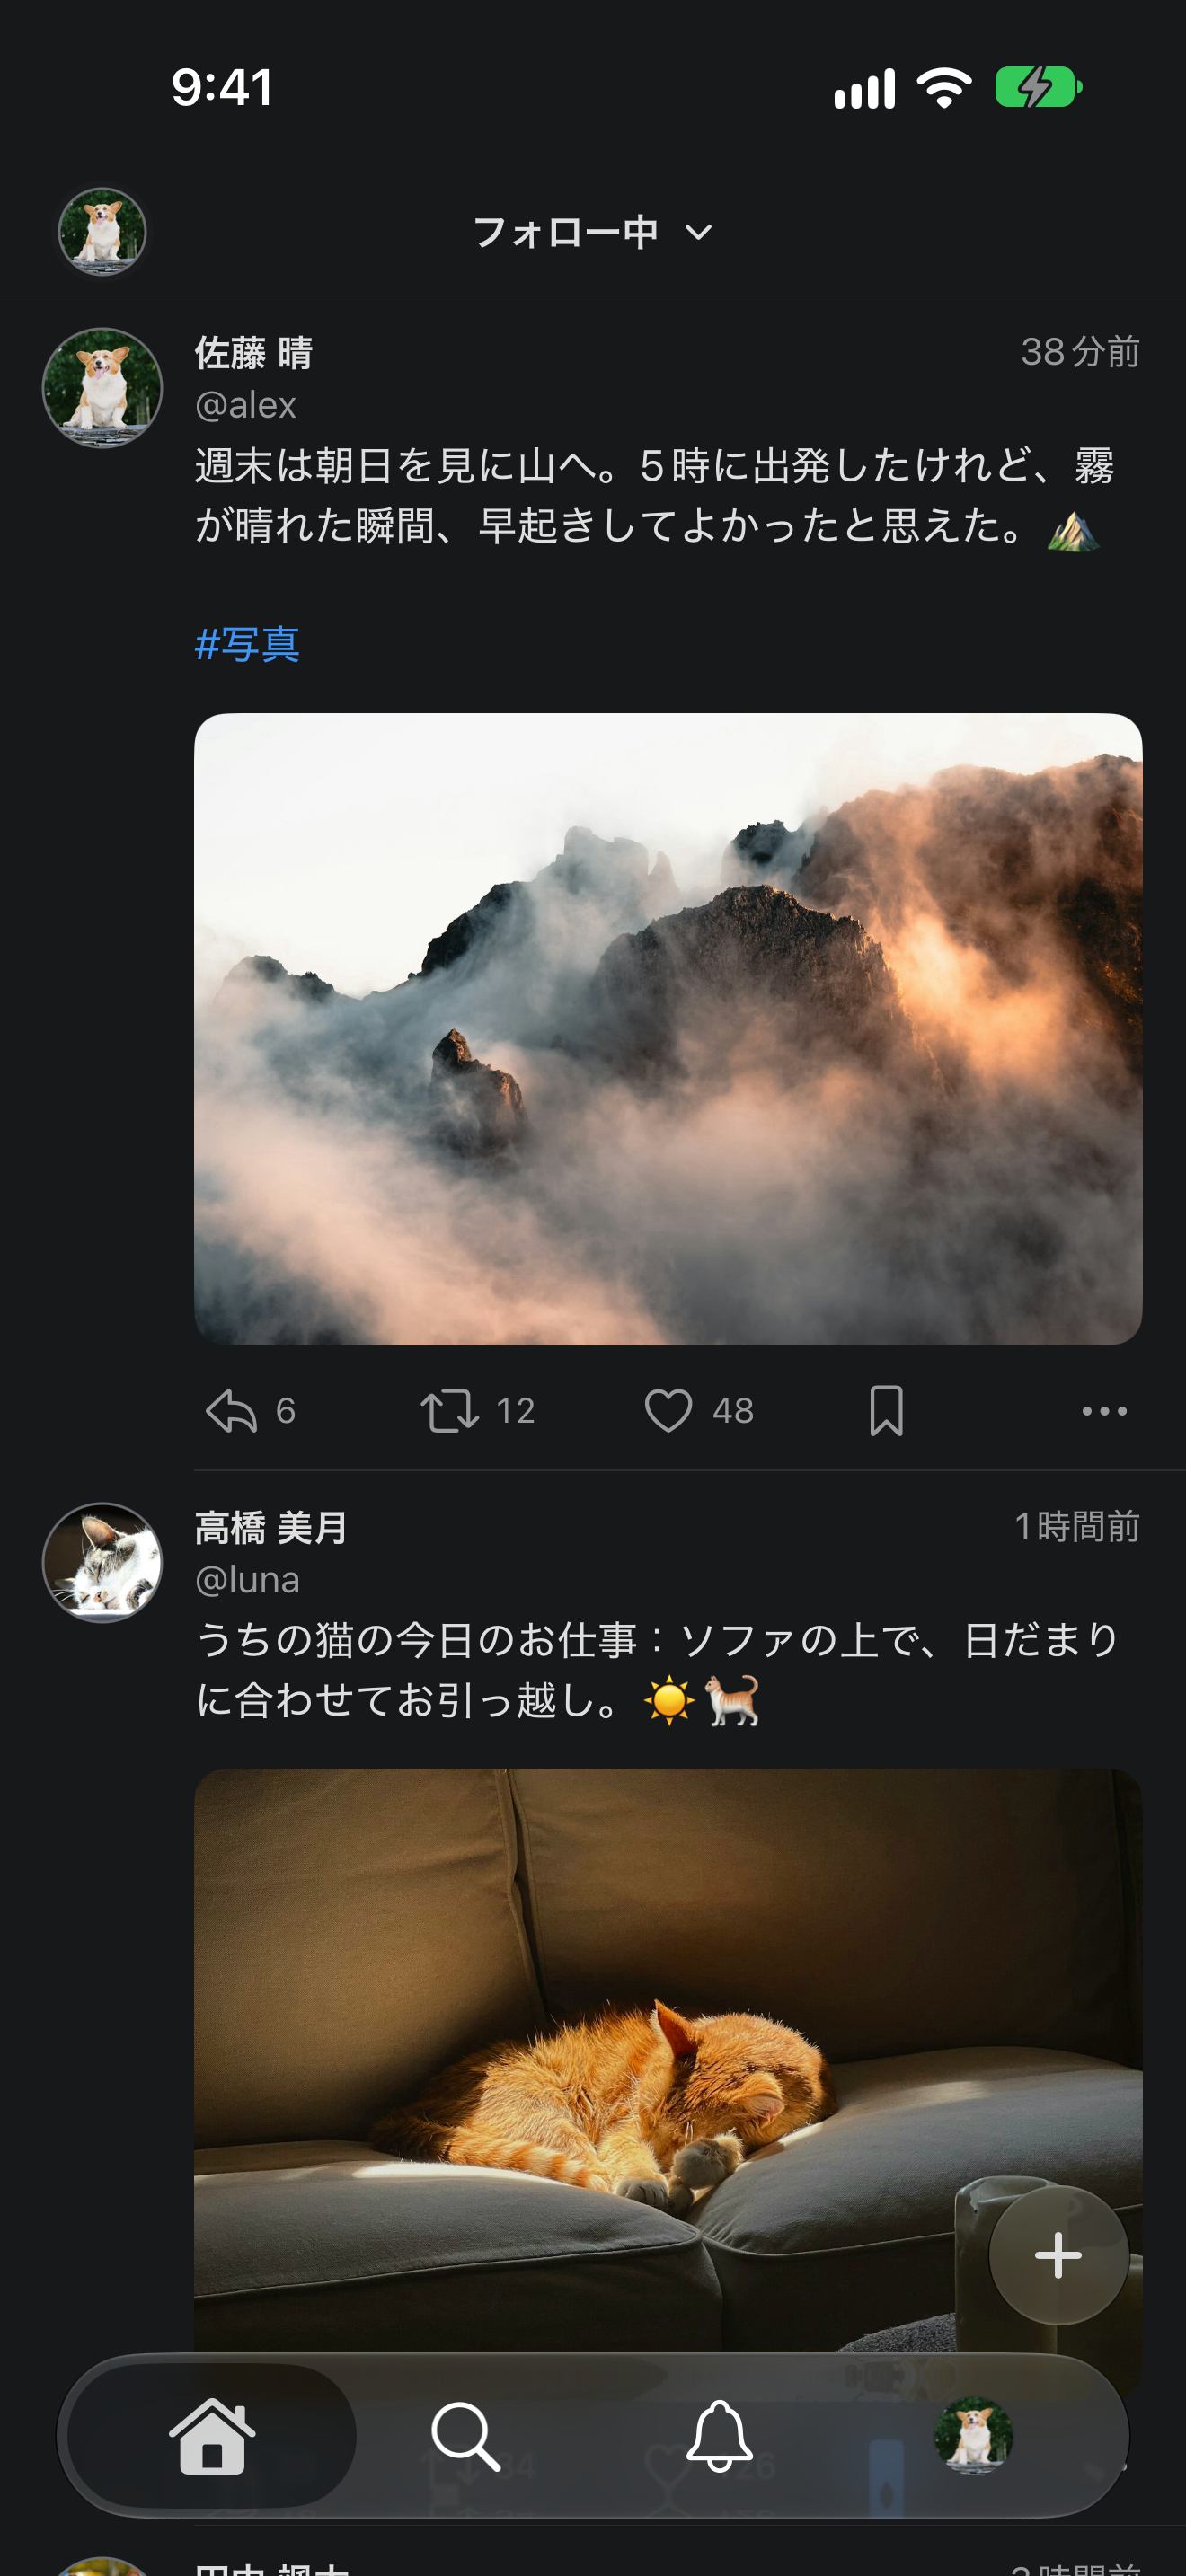 9:41
フォロー中
佐藤 晴
38分前
@alex
週末は朝日を見に山へ。5時に出発したけれど、霧
が晴れた瞬間、早起きしてよかったと思えた。⛰️
#写真
6
12
48
高橋 美月
1時間前
@luna
うちの猫の今日のお仕事：ソファの上で、日だまり
に合わせてお引っ越し。☀️🐈